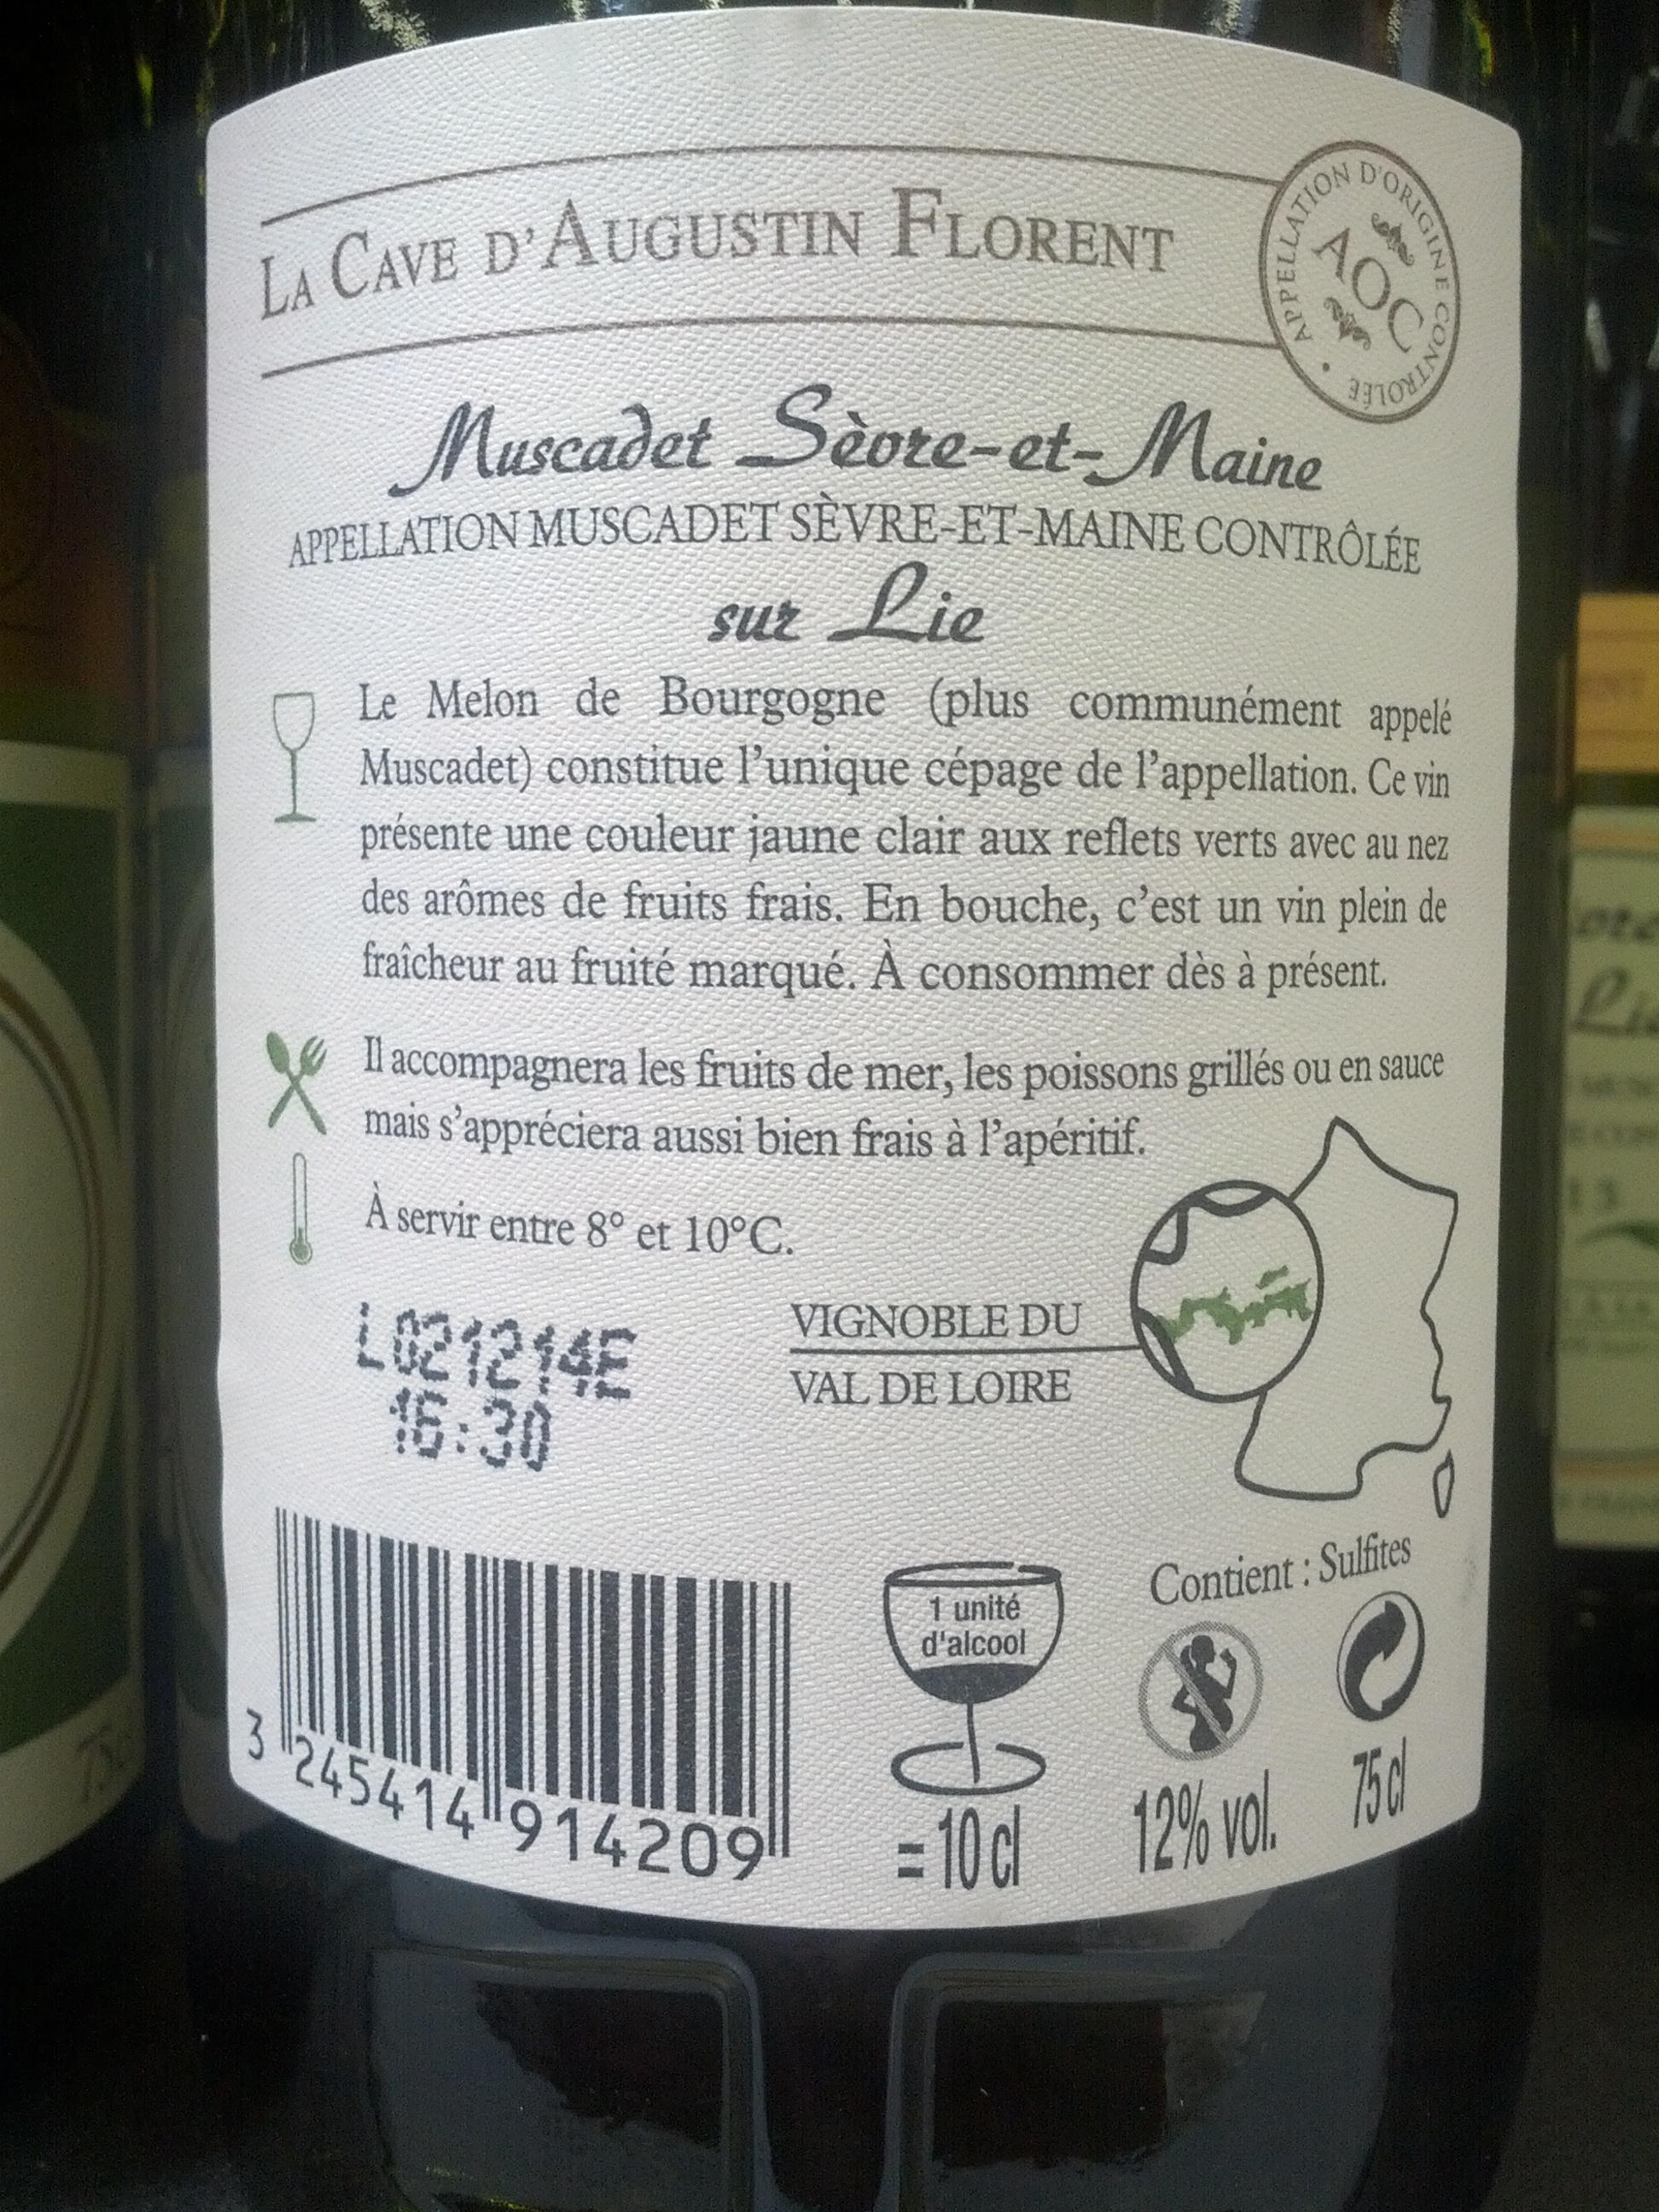 LA CAVE D'AUGUSTIN FLORENT
APPELLATION D'ORIGINE CONTRÔLÉE •
AOC
Muscadet Sèvre-et-Maine
APPELLATION MUSCADET SÈVRE-ET-MAINE CONTRÔLÉE
sur Lie
Le Melon de Bourgogne (plus communément appelé
Muscadet) constitue l'unique cépage de l'appellation. Ce vin
présente une couleur jaune clair aux reflets verts avec au nez
des arômes de fruits frais. En bouche, c'est un vin plein de
fraîcheur au fruité marqué. À consommer dès à présent.
Il accompagnera les fruits de mer, les poissons grillés ou en sauce
mais s'appréciera aussi bien frais à l'apéritif.
À servir entre 8° et 10°C.
L021214E
16:30
VIGNOBLE DU
VAL DE LOIRE
Contient : Sulfites
1 unité
d'alcool
= 10 cl
12% vol.
75 cl
3 245414 914209
Lie